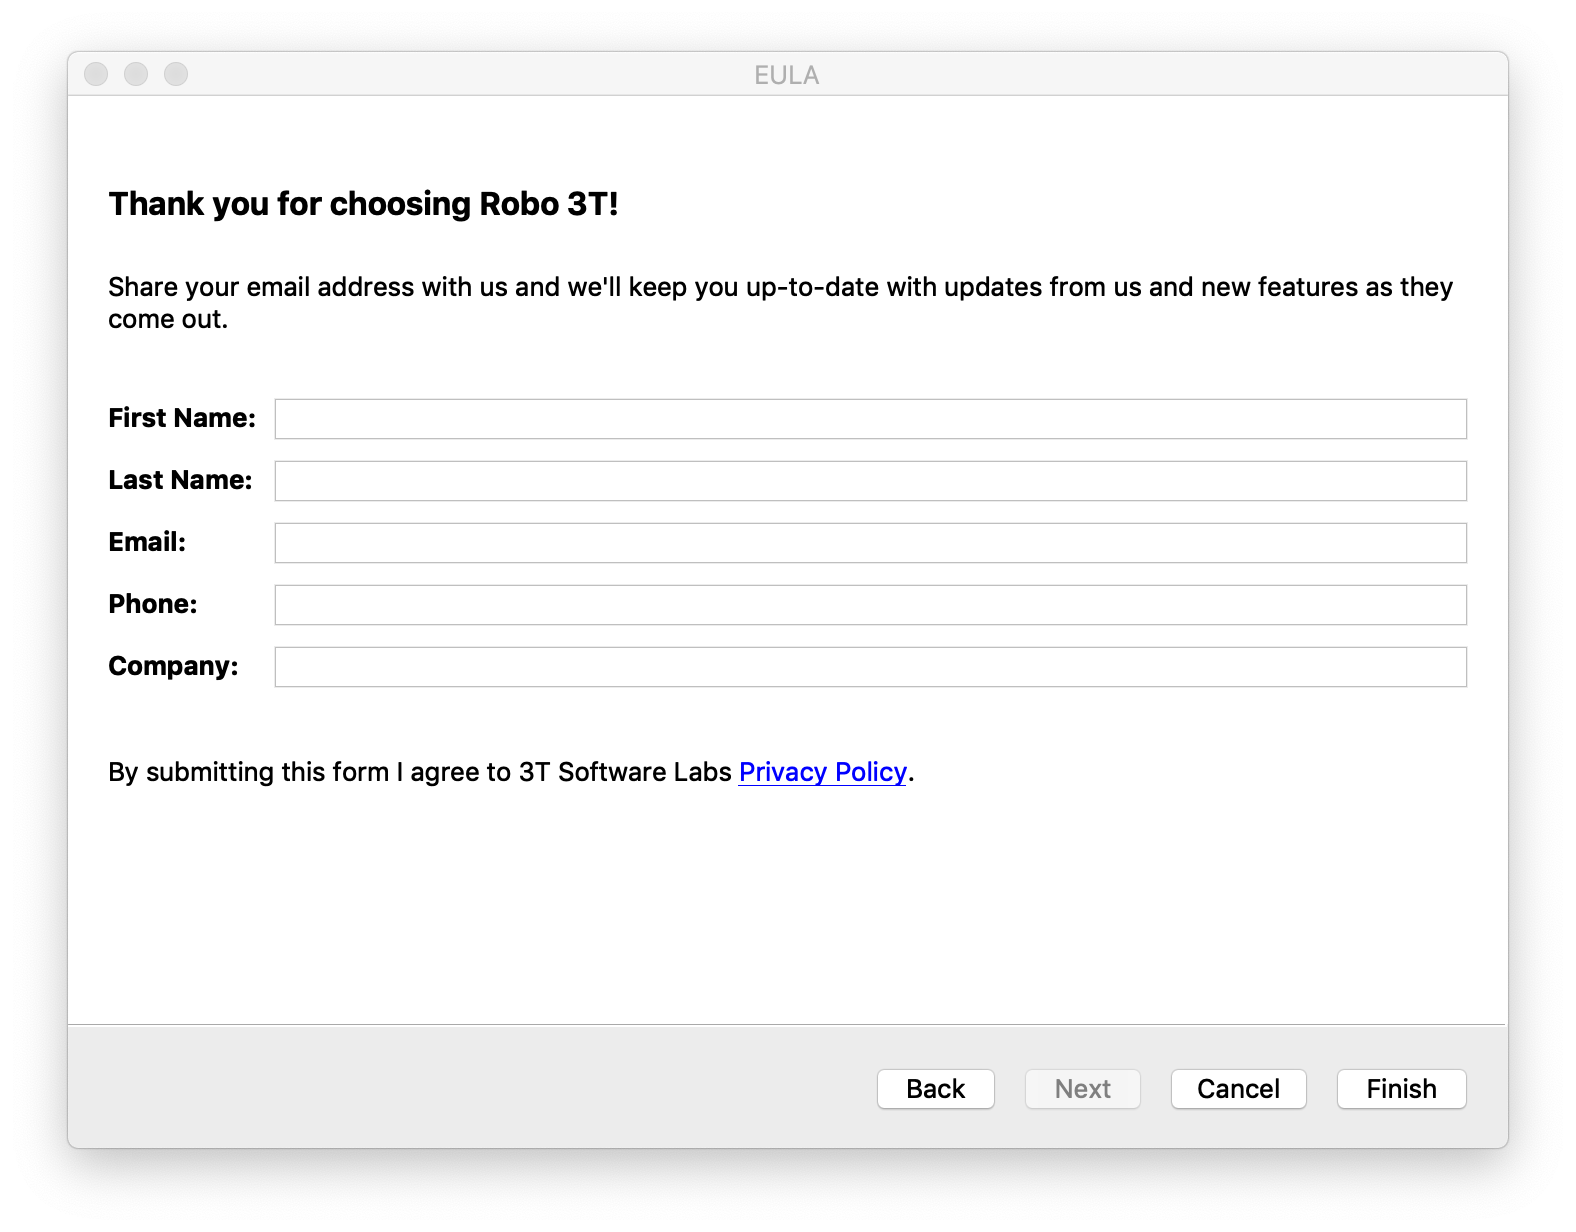 EULA
Thank you for choosing Robo 3T!
Share your email address with us and we'll keep you up-to-date with updates from us and new features as they
come out.
First Name:
Last Name:
Email:
Phone:
Company:
By submitting this form I agree to 3T Software Labs Privacy Policy.
Back Next Cancel Finish